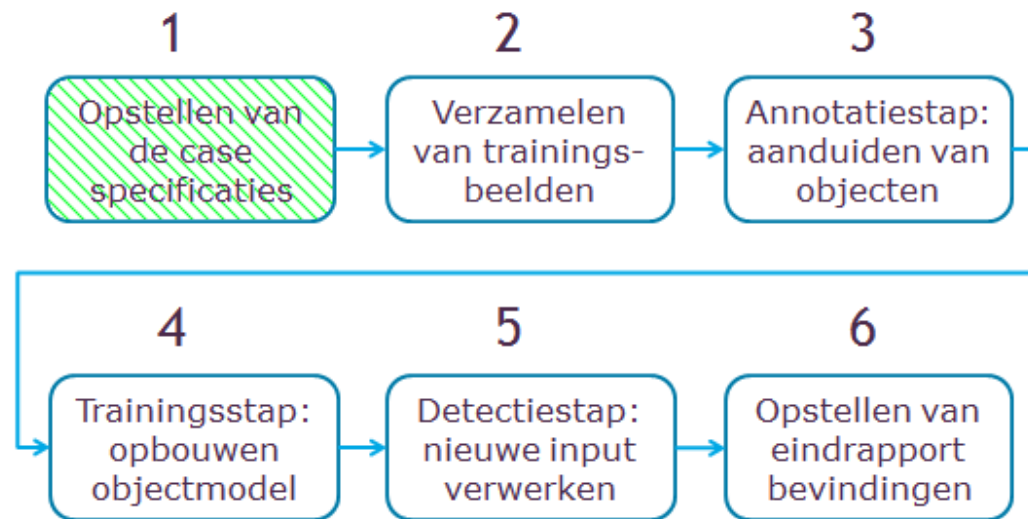 1
Opstellen van
de case
specificaties
2
Verzamelen
van trainings-
beelden
3
Annotatiestap:
aanduiden van
objecten
4
Trainingsstap:
opbouwen
objectmodel
5
Detectiestap:
nieuwe input
verwerken
6
Opstellen van
eindrapport
bevindingen